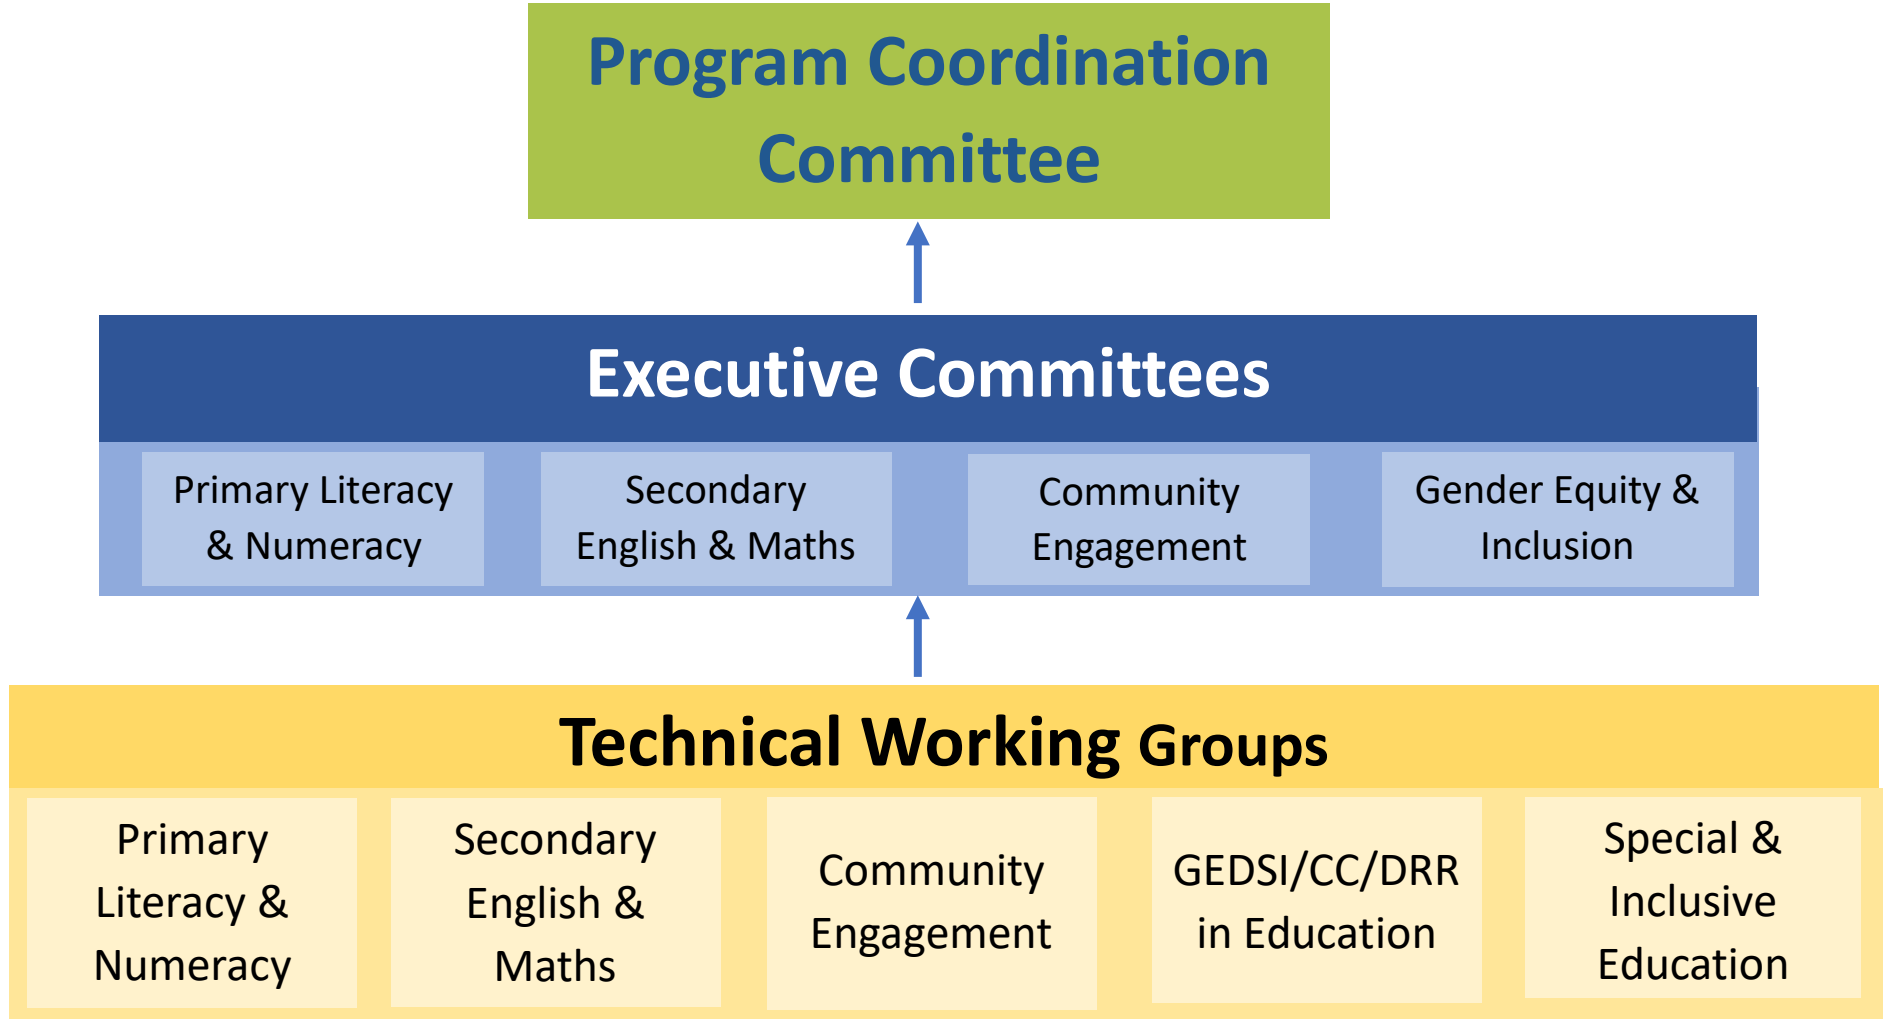 Program Coordination
Committee
Executive Committees
Primary Literacy
& Numeracy
Secondary
English & Maths
Community
Engagement
Gender Equity &
Inclusion
Technical Working Groups
Primary
Literacy &
Numeracy
Secondary
English &
Maths
Community
Engagement
GEDSI/CC/DRR
in Education
Special &
Inclusive
Education